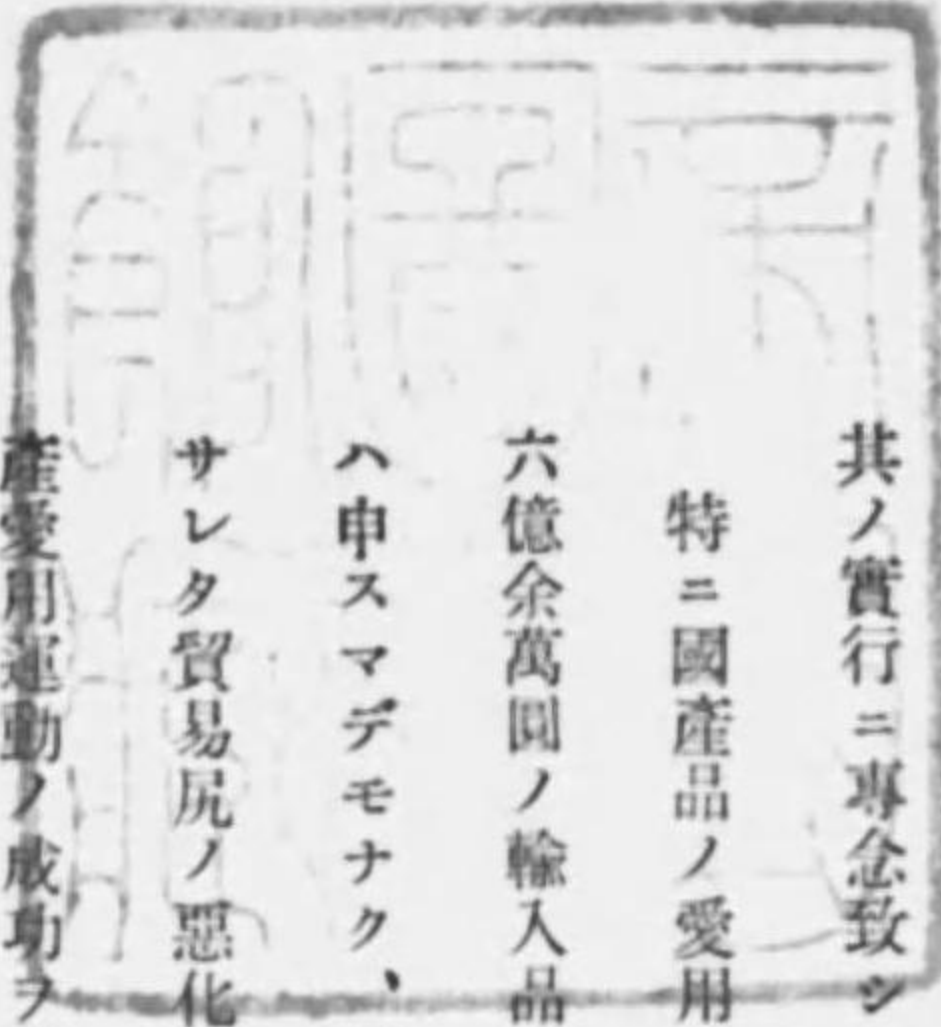 其ノ實行ニ專念致シ
特ニ國產品ノ愛用
六億余萬圓ノ輸入品
ハ申スマデモナク、
サレタ貿易尻ノ惡化
產愛用運動ノ成功ヲ